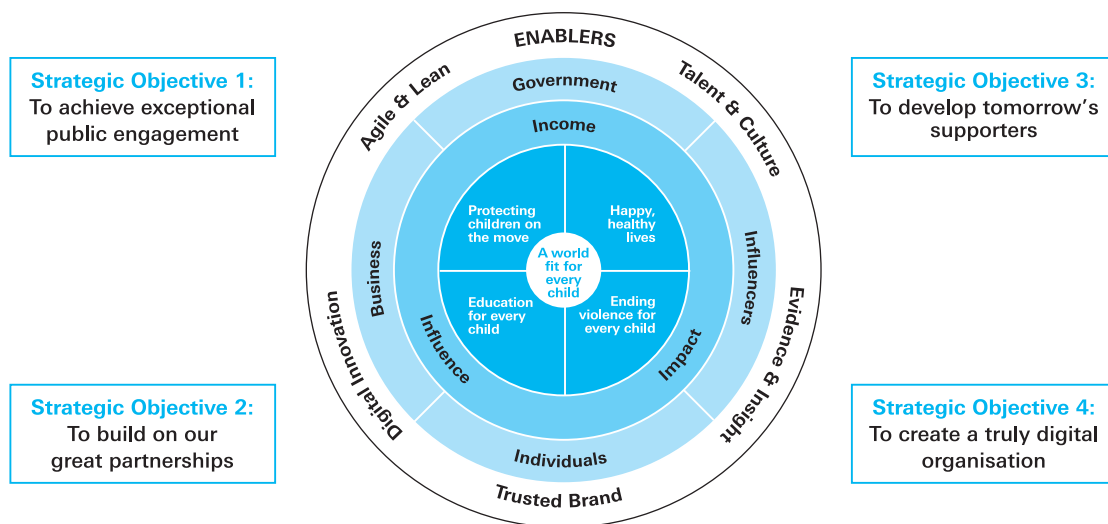 Strategic Objective 1:
To achieve exceptional
public engagement
Strategic Objective 2:
To build on our
great partnerships
ENABLERS
Agile & Lean
Talent & Culture
Digital Innovation
Evidence & Insight
Trusted Brand
Government
Business
Influencers
Individuals
Income
Influence
Impact
Protecting
children on
the move
Happy,
healthy
lives
A world
fit for
every
child
Education
for every
child
Ending
violence for
every child
Strategic Objective 3:
To develop tomorrow’s
supporters
Strategic Objective 4:
To create a truly digital
organisation